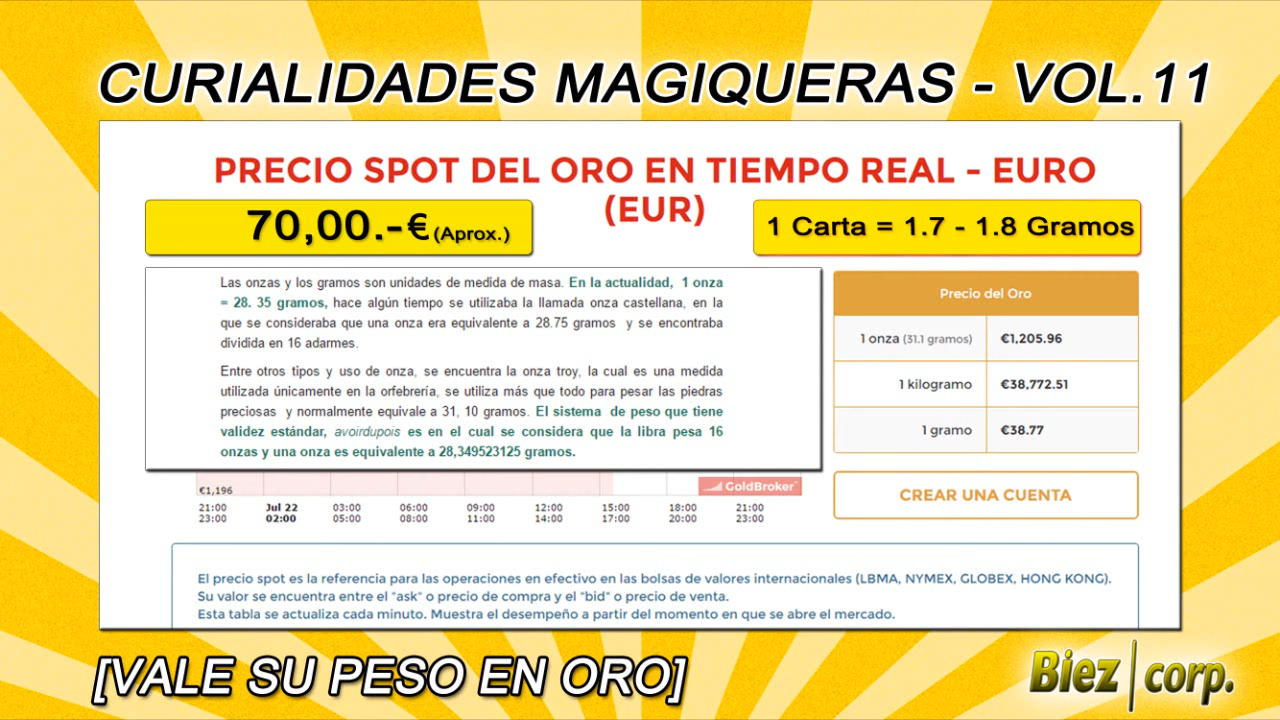 CURIALIDADES MAGIQUERAS - VOL.11
PRECIO SPOT DEL ORO EN TIEMPO REAL - EURO
(EUR)
70,00.-€ (Aprox.)
1 Carta = 1.7 - 1.8 Gramos
Las onzas y los gramos son unidades de medida de masa. En la actualidad, 1 onza
= 28. 35 gramos, hace algún tiempo se utilizaba la llamada onza castellana, en la
que se consideraba que una onza era equivalente a 28.75 gramos y se encontraba
dividida en 16 adarmes.
Entre otros tipos y uso de onza, se encuentra la onza troy, la cual es una medida
utilizada únicamente en la orfebrería, se utiliza más que todo para pesar las piedras
preciosas y normalmente equivale a 31, 10 gramos. El sistema de peso que tiene
validez estándar, avoirdupois es en el cual se considera que la libra pesa 16
onzas y una onza es equivalente a 28,349523125 gramos.
Precio del Oro
1 onza (31.1 gramos) €1,205.96
1 kilogramo €38,772.51
1 gramo €38.77
€1,196
GoldBroker
21:00 Jul 22 03:00 06:00 09:00 12:00 15:00 18:00 21:00
23:00 02:00 05:00 08:00 11:00 14:00 17:00 20:00 23:00
CREAR UNA CUENTA
El precio spot es la referencia para las operaciones en efectivo en las bolsas de valores internacionales (LBMA, NYMEX, GLOBEX, HONG KONG).
Su valor se encuentra entre el "ask" o precio de compra y el "bid" o precio de venta.
Esta tabla se actualiza cada minuto. Muestra el desempeño a partir del momento en que se abre el mercado.
[VALE SU PESO EN ORO]
Biez|corp.